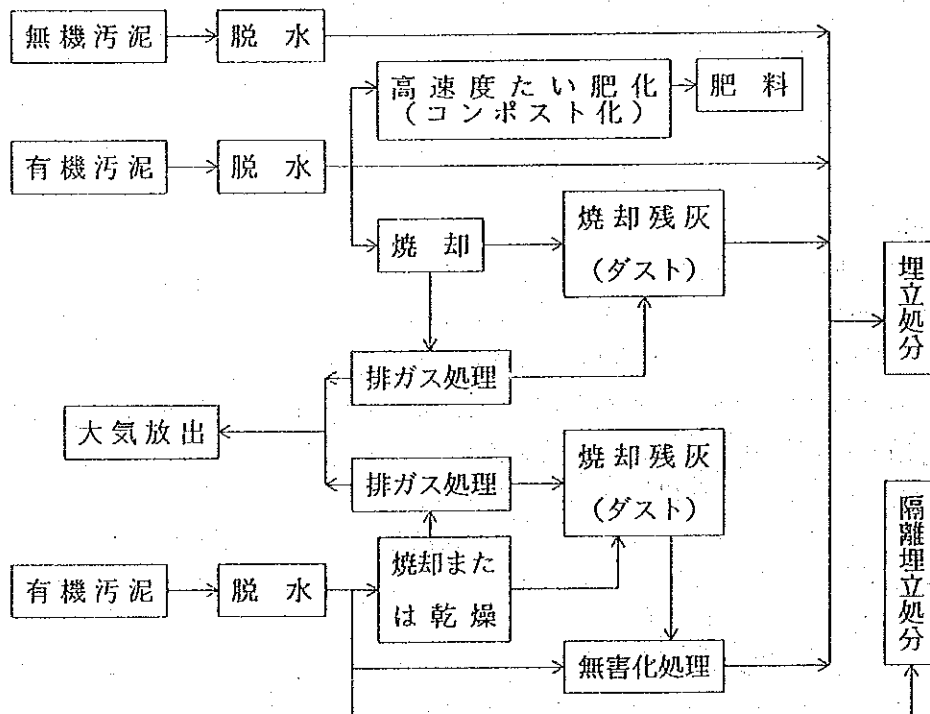 無機汚泥
脱水
高速度たい肥化
(コンポスト化)
肥料
有機汚泥
脱水
焼却
焼却残灰
(ダスト)
埋立処分
排ガス処理
大気放出
排ガス処理
焼却残灰
(ダスト)
隔離埋立処分
有機汚泥
脱水
焼却また
は乾燥
無害化処理